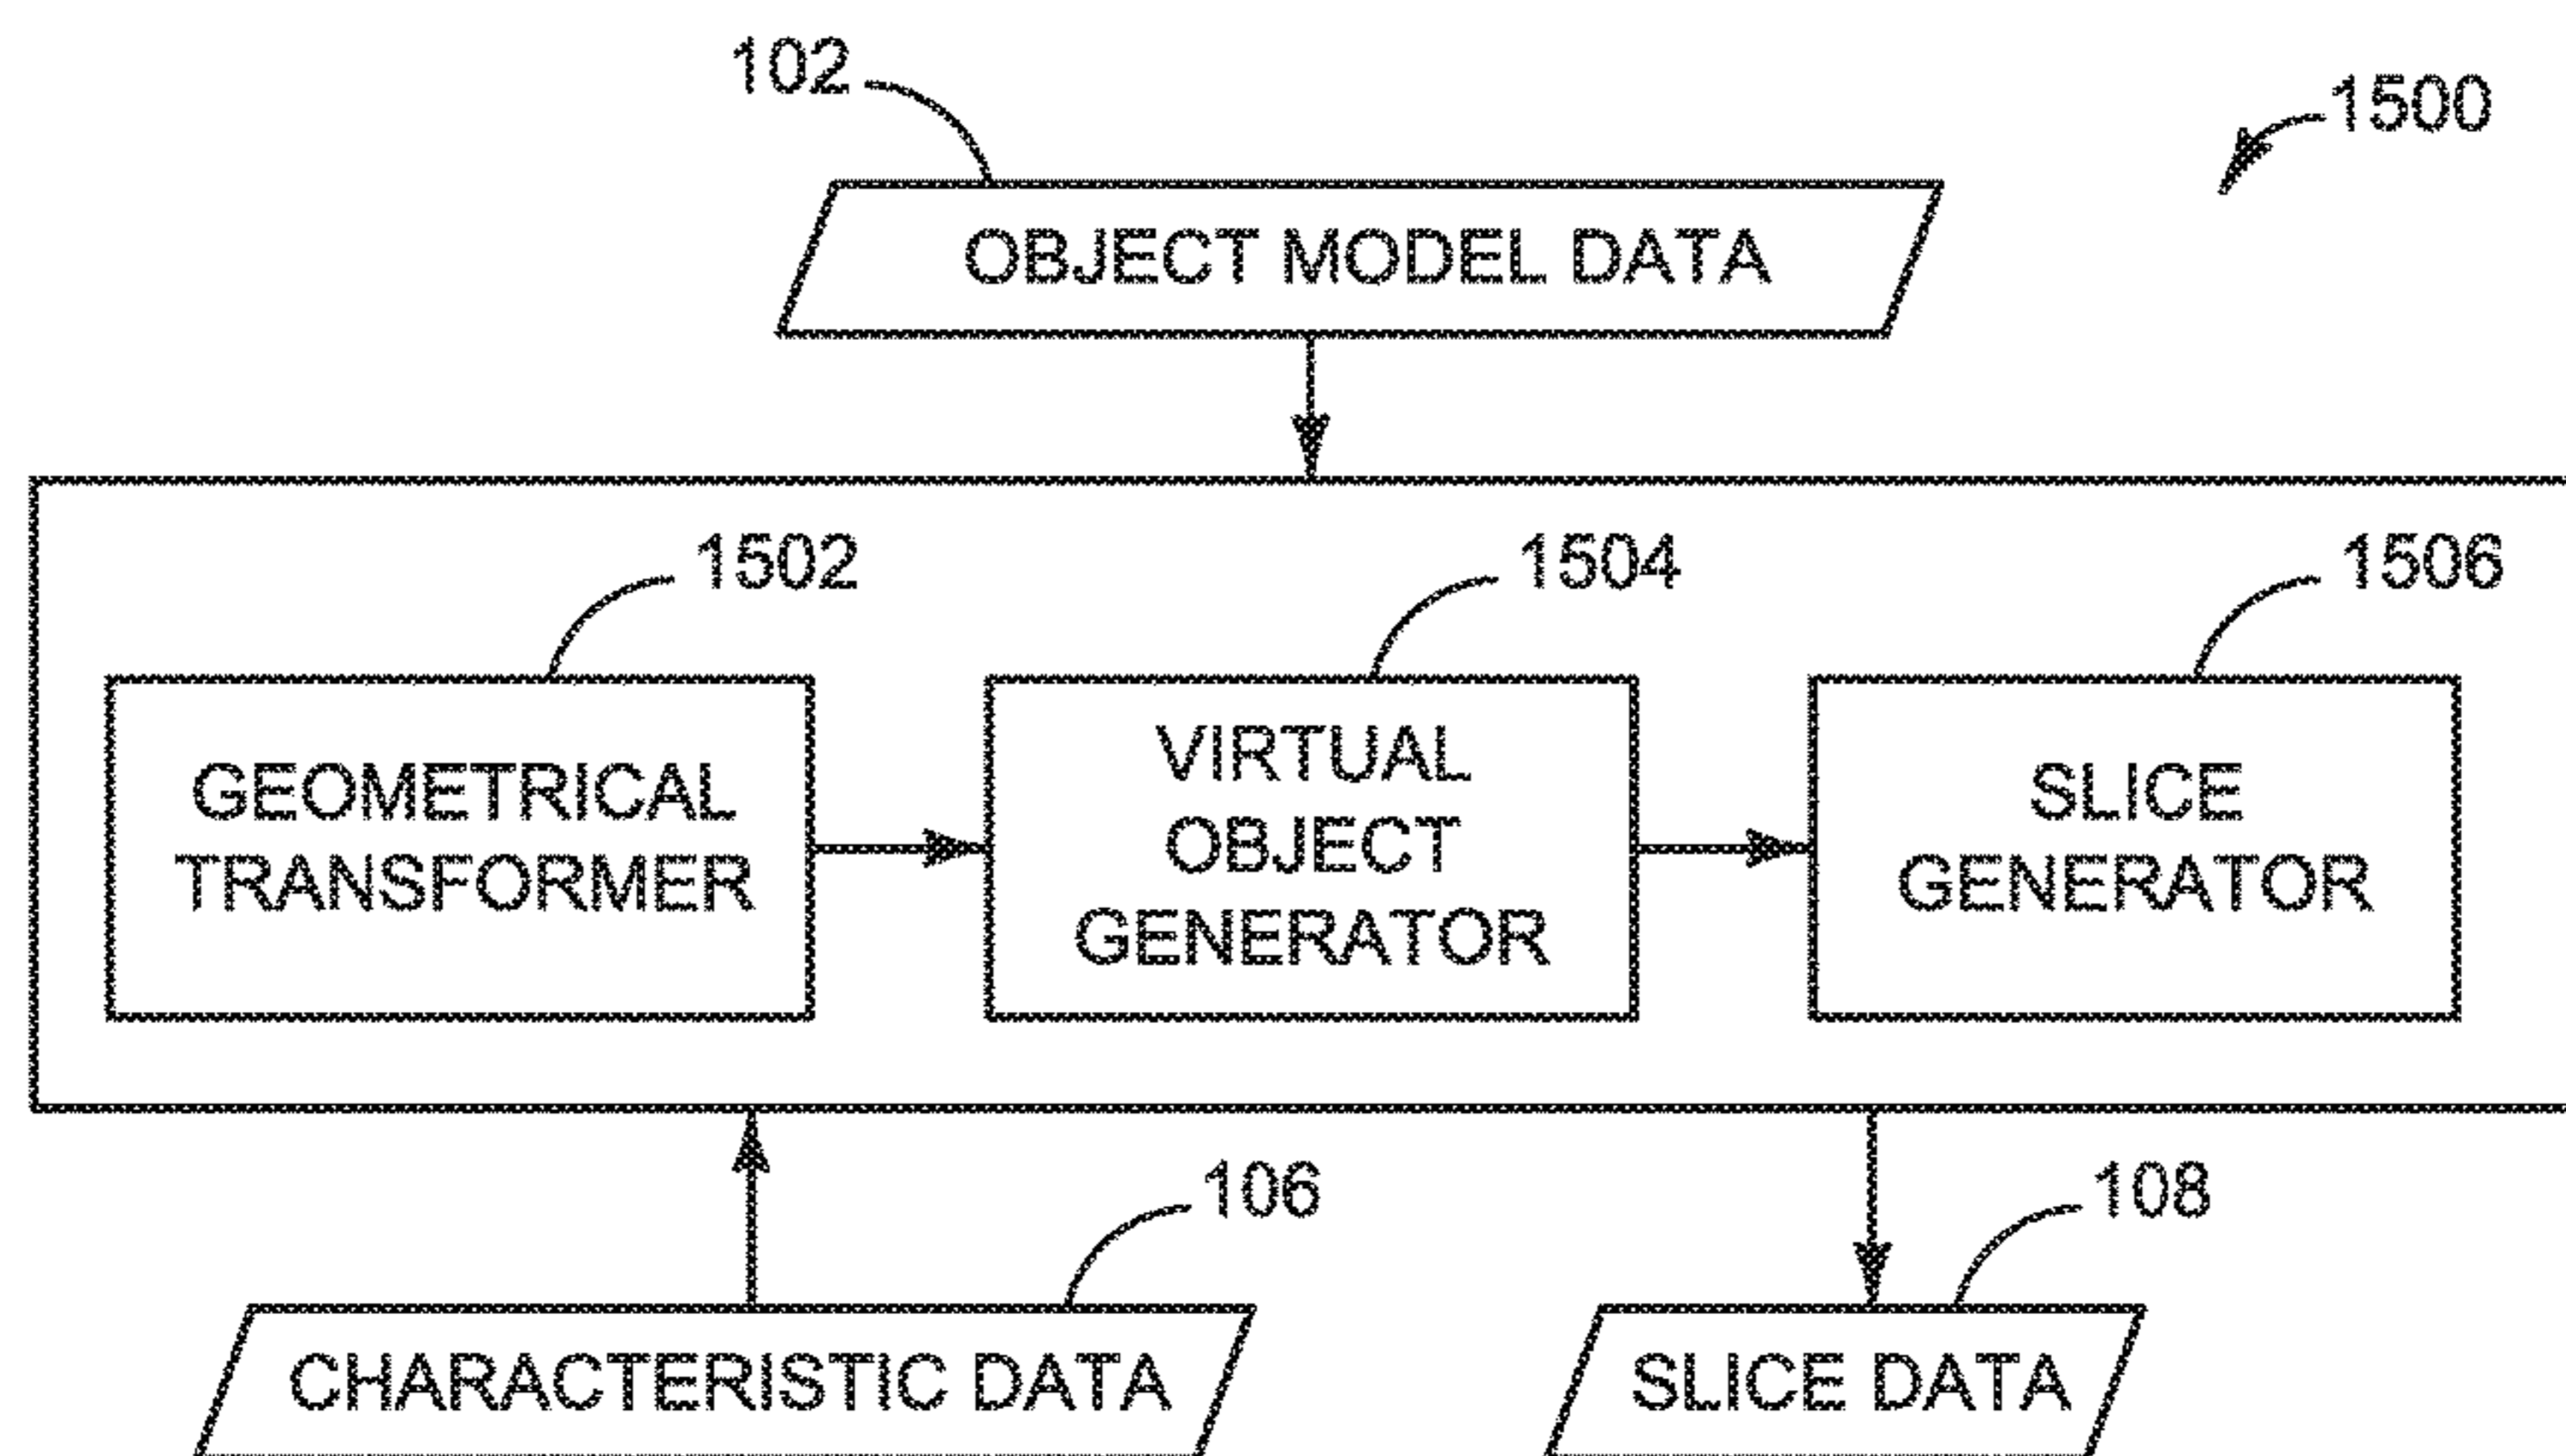 102
1500
OBJECT MODEL DATA
1502
1504
1506
GEOMETRICAL
TRANSFORMER
VIRTUAL
OBJECT
GENERATOR
SLICE
GENERATOR
106
108
CHARACTERISTIC DATA
SLICE DATA